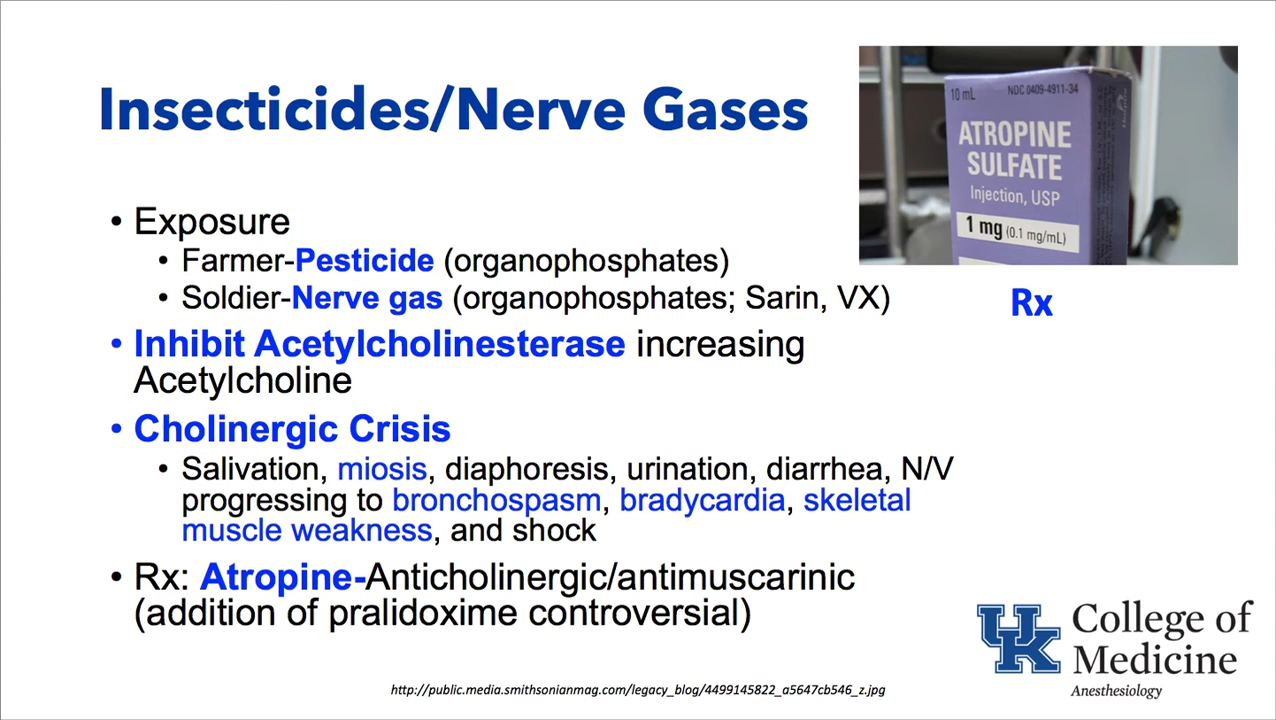 Insecticides/Nerve Gases
10 mL
NDC 0409-4911-34
ATROPINE
SULFATE
Injection, USP
1 mg (0.1 mg/mL)
Rx
• Exposure
• Farmer-Pesticide (organophosphates)
• Soldier-Nerve gas (organophosphates; Sarin, VX)
• Inhibit Acetylcholinesterase increasing
Acetylcholine
• Cholinergic Crisis
• Salivation, miosis, diaphoresis, urination, diarrhea, N/V
progressing to bronchospasm, bradycardia, skeletal
muscle weakness, and shock
• Rx: Atropine-Anticholinergic/antimuscarinic
(addition of pralidoxime controversial)
UK
College of
Medicine
Anesthesiology
http://public.media.smithsonianmag.com/legacy_blog/4499145822_a5647cb546_z.jpg